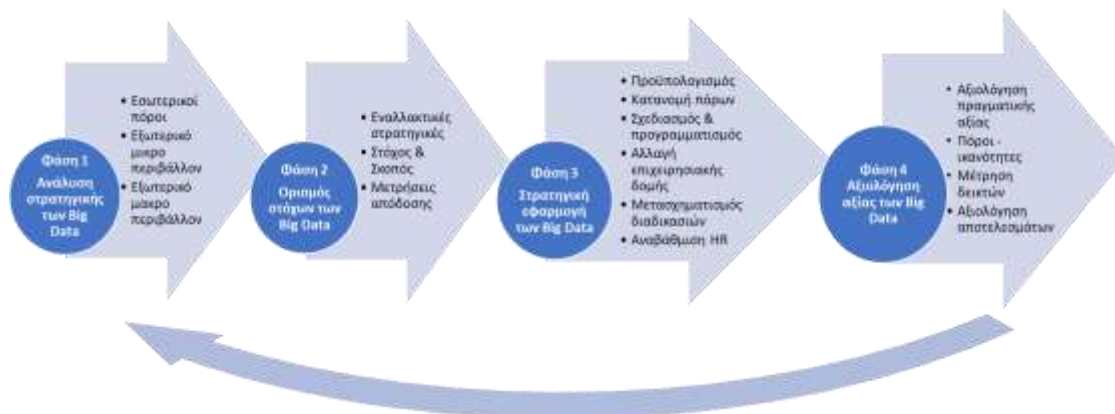 Φάση 1
Ανάλυση
στρατηγικής
των Big
Data
• Εσωτερικοί
πόροι
• Εξωτερικό
μικρο
περιβάλλον
• Εξωτερικό
μακρο
περιβάλλον
Φάση 2
Ορισμός
στόχων των
Big Data
• Εναλλακτικές
στρατηγικές
• Στόχος &
Σκοπός
• Μετρήσεις
απόδοσης
Φάση 3
Στρατηγική
εφαρμογή
των Big Data
• Προϋπολογισμός
• Κατανομή πόρων
• Σχεδιασμός &
προγραμματισμός
• Αλλαγή
επιχειρησιακής
δομής
• Μετασχηματισμός
διαδικασιών
• Αναβάθμιση HR
Φάση 4
Αξιολόγηση
αξίας των Big
Data
• Αξιολόγηση
πραγματικής
αξίας
• Πόροι -
ικανότητες
• Μέτρηση
δεικτών
• Αξιολόγηση
αποτελεσμάτων